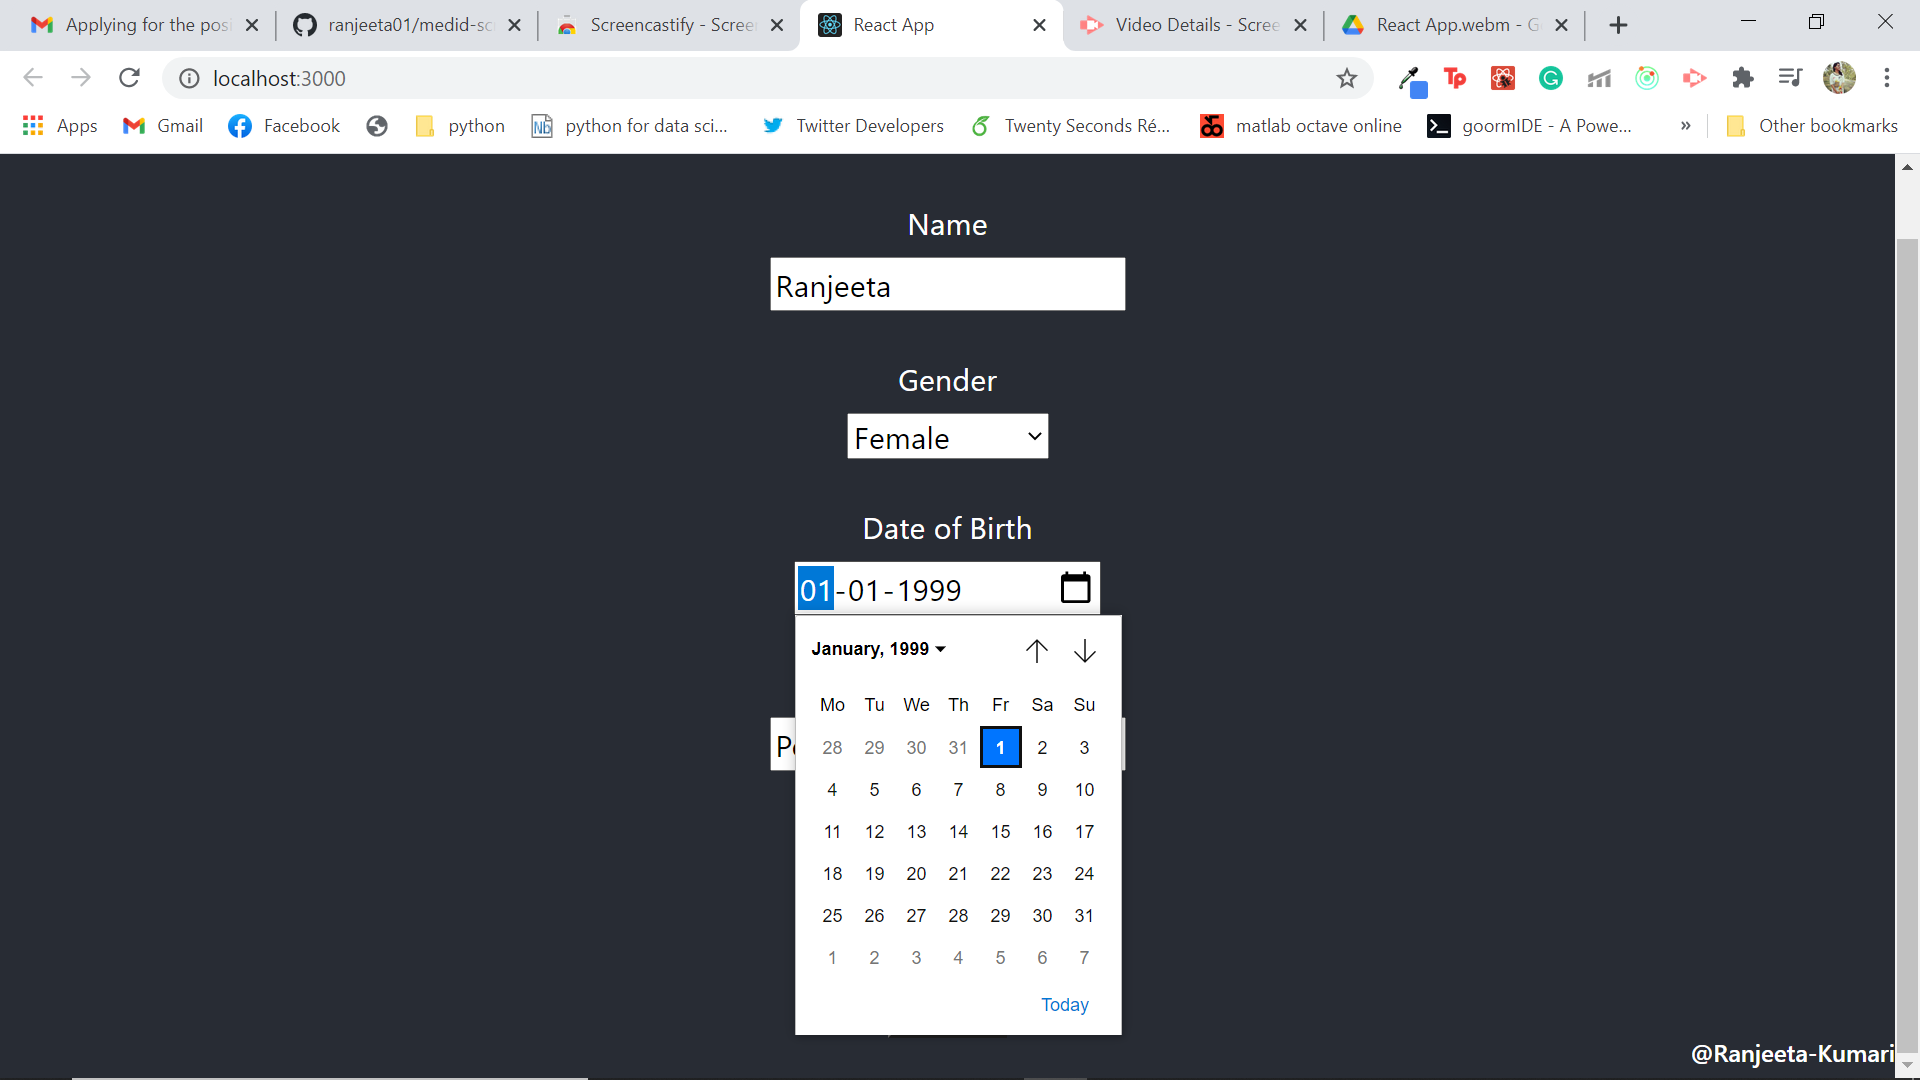 Applying for the posi
ranjeeta01/medid-sc
Screencastify - Screen
React App
Video Details - Scree
React App.webm - G
localhost:3000
Tp
Apps
Gmail
Facebook
python
Nb
python for data sci...
Twitter Developers
Twenty Seconds Ré...
matlab octave online
goormIDE - A Powe...
»
Other bookmarks
Name
Ranjeeta
Gender
Female
Date of Birth
01-01-1999
January, 1999
Mo Tu We Th Fr Sa Su
28 29 30 31 1 2 3
4 5 6 7 8 9 10
11 12 13 14 15 16 17
18 19 20 21 22 23 24
25 26 27 28 29 30 31
1 2 3 4 5 6 7
Today
@Ranjeeta-Kumari